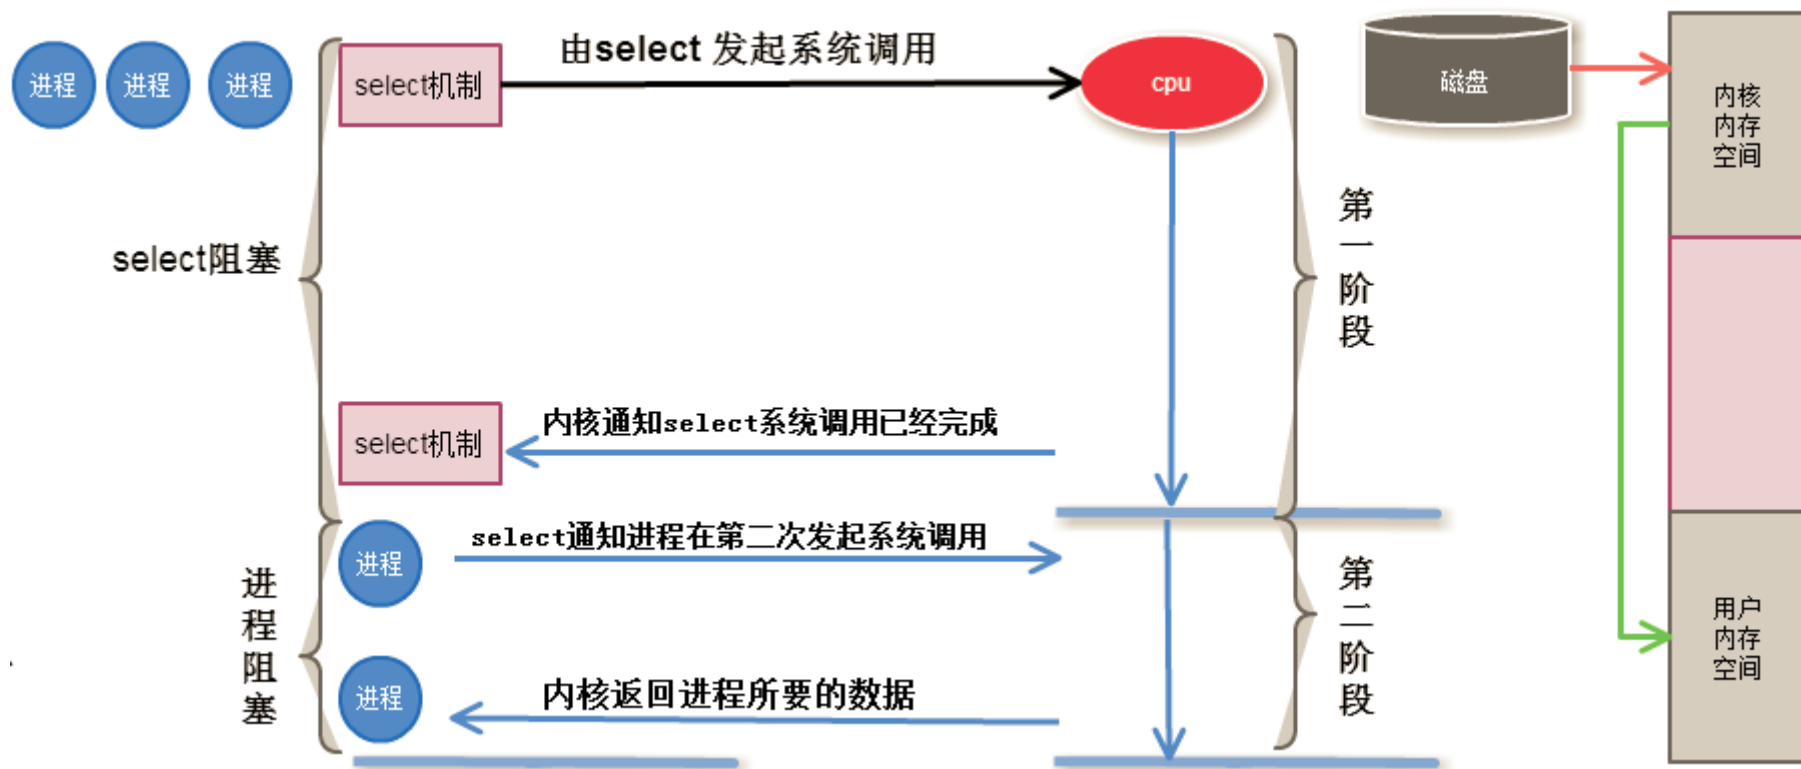 进程
进程
进程
select机制
由select 发起系统调用
cpu
磁盘
内核
内存
空间
第一阶段
select阻塞
select机制
内核通知select系统调用已经完成
进程
select通知进程在第二次发起系统调用
进程阻塞
第二阶段
用户
内存
空间
进程
内核返回进程所要的数据